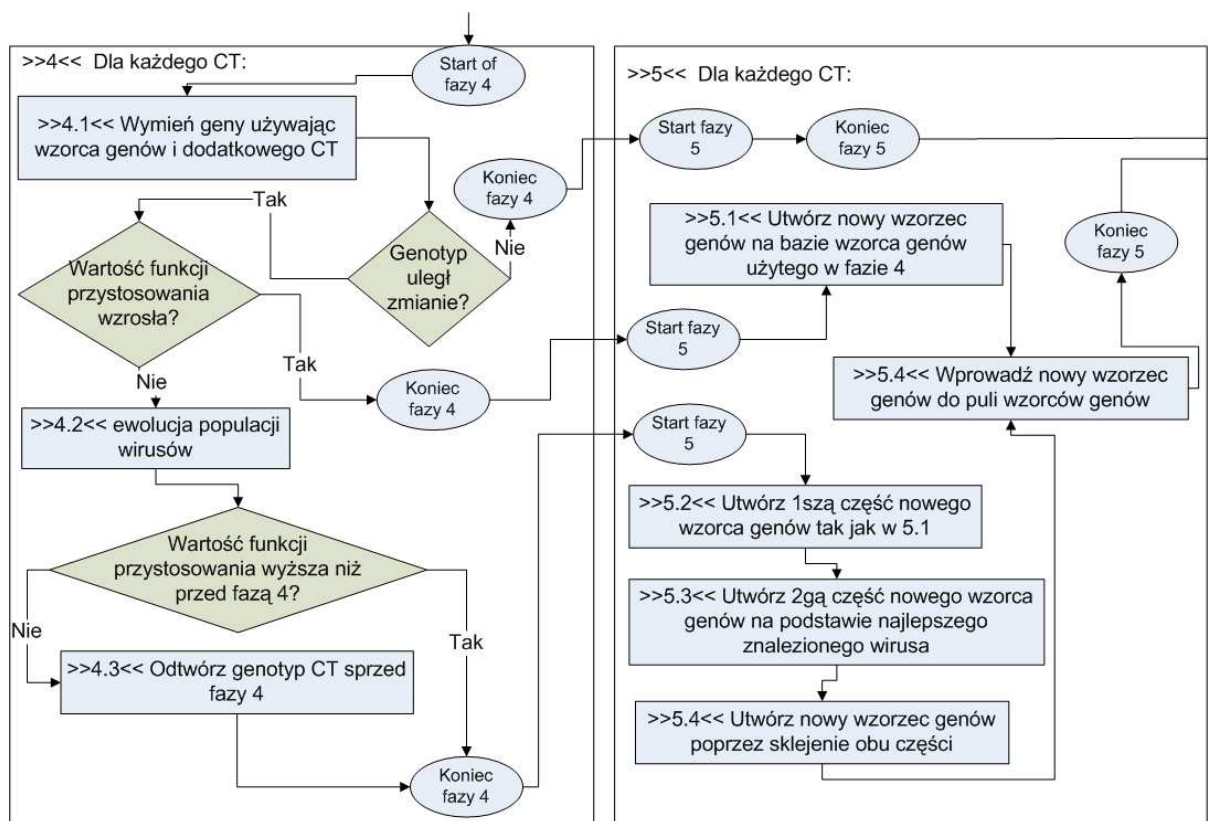 >>4<< Dla każdego CT:
Start of
fazy 4
>>4.1<< Wymień geny używając
wzorca genów i dodatkowego CT
Koniec
fazy 4
Tak
Nie
Genotyp
uległ
zmianie?
Wartość funkcji
przystosowania
wzrosła?
Tak
Nie
Koniec
fazy 4
>>4.2<< ewolucja populacji
wirusów
Wartość funkcji
przystosowania wyższa niż
przed fazą 4?
Nie
Tak
>>4.3<< Odtwórz genotyp CT sprzed
fazy 4
Koniec
fazy 4
>>5<< Dla każdego CT:
Start fazy
5
Koniec
fazy 5
>>5.1<< Utwórz nowy wzorzec
genów na bazie wzorca genów
użytego w fazie 4
Koniec
fazy 5
Start fazy
5
>>5.4<< Wprowadź nowy wzorzec
genów do puli wzorców genów
Start fazy
5
>>5.2<< Utwórz 1szą część nowego
wzorca genów tak jak w 5.1
>>5.3<< Utwórz 2gą część nowego wzorca
genów na podstawie najlepszego
znalezionego wirusa
>>5.4<< Utwórz nowy wzorzec genów
poprzez sklejenie obu części